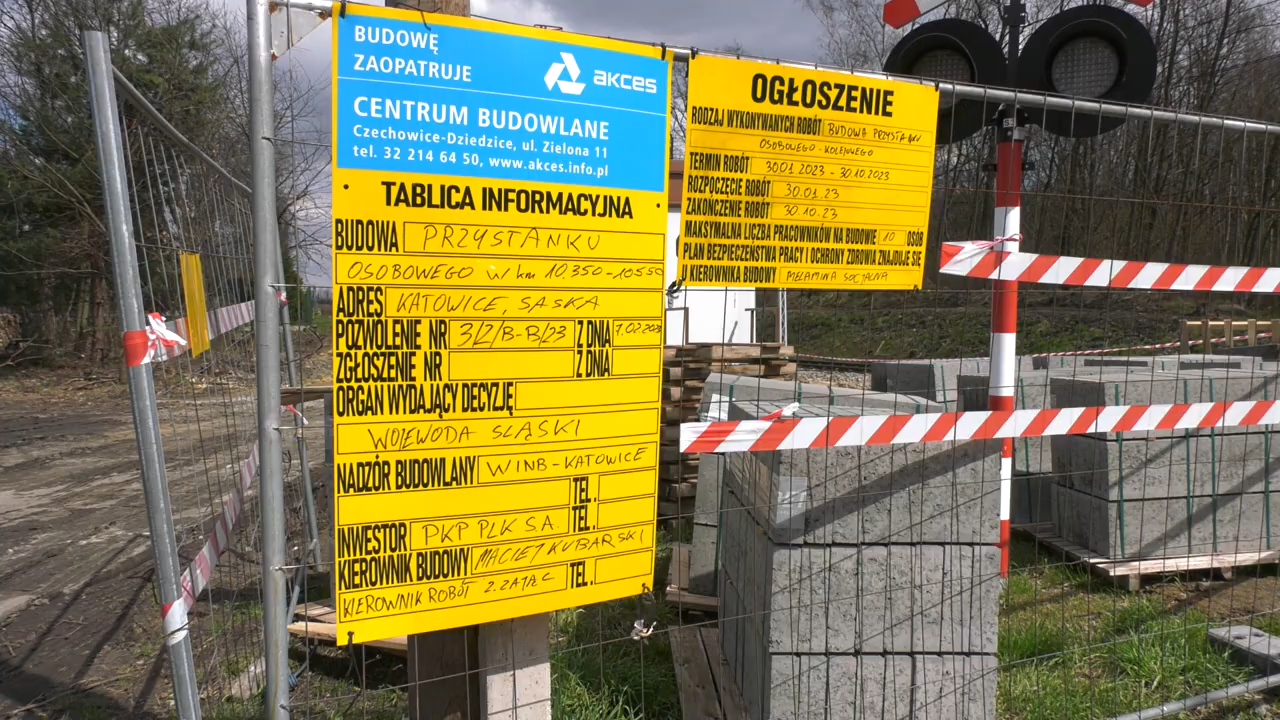 BUDOWĘ
ZAOPATRUJE
akces
CENTRUM BUDOWLANE
Czechowice-Dziedzice, ul. Zielona 11
tel. 32 214 64 50, www.akces.info.pl
TABLICA INFORMACYJNA
BUDOWA PRZYSTANKU
OSOBOWEGO W km 10.350-10.550
ADRES KATOWICE, SASKA
POZWOLENIE NR 3/Z/B-B/23 Z DNIA 7.02.2023
ZGŁOSZENIE NR Z DNIA
ORGAN WYDAJĄCY DECYZJĘ
WOJEWODA SLĄSKI
NADZÓR BUDOWLANY WINB-KATOWICE
TEL.
INWESTOR PKP PLK S.A. TEL.
KIEROWNIK BUDOWY MACIEJ KUBARSKI
KIEROWNIK ROBÓT Z.ZAJĄC TEL.
OGŁOSZENIE
RODZAJ WYKONYWANYCH ROBÓT BUDOWA PRZYSTANKU
OSOBOWEGO-KOLEJOWEGO
TERMIN ROBÓT 30.01.2023 - 30.10.2023
ROZPOCZĘCIE ROBÓT 30.01.23
ZAKOŃCZENIE ROBÓT 30.10.23
MAKSYMALNA LICZBA PRACOWNIKÓW NA BUDOWIE 10 OSÓB
PLAN BEZPIECZEŃSTWA PRACY I OCHRONY ZDROWIA ZNAJDUJE SIĘ
U KIEROWNIKA BUDOWY MELAMINA SOCJALNA